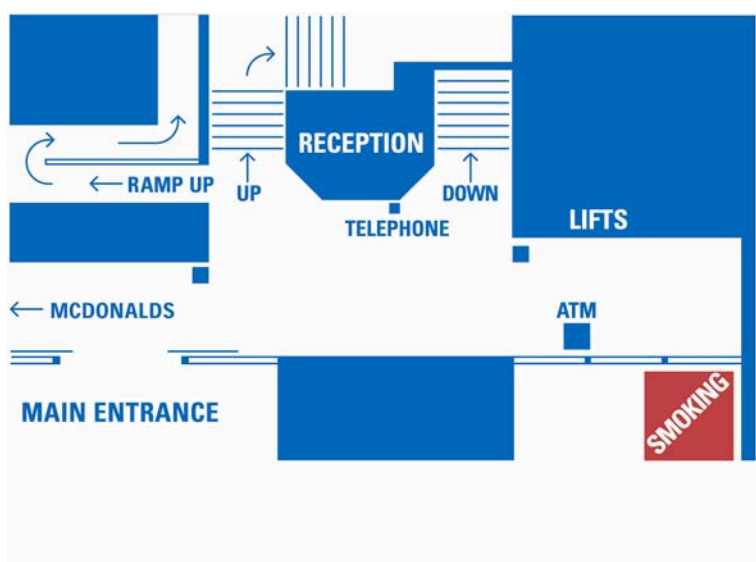 RECEPTION
RAMP UP
UP
DOWN
TELEPHONE
LIFTS
MCDONALDS
ATM
MAIN ENTRANCE
SMOKING